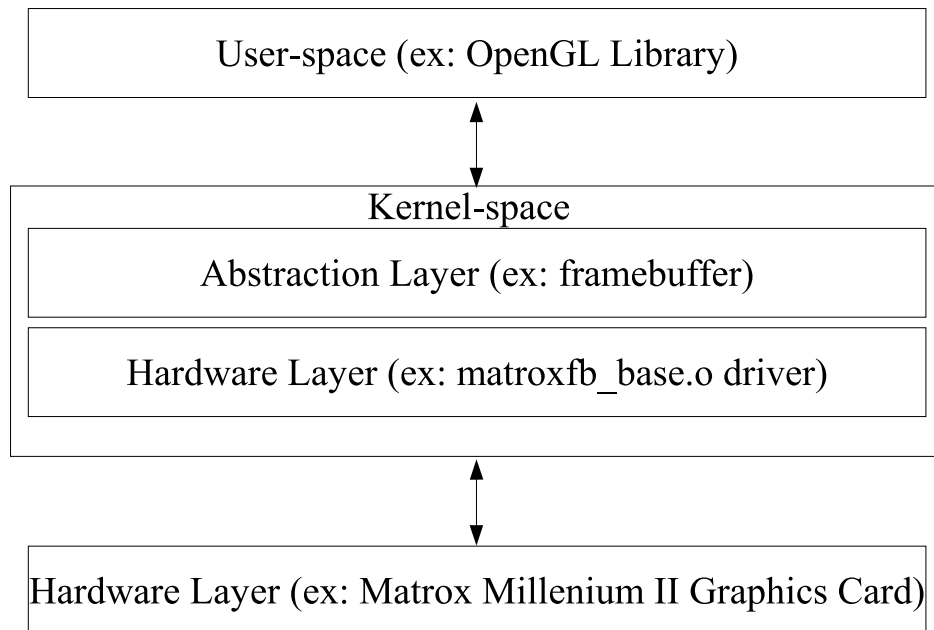 User-space (ex: OpenGL Library)
Kernel-space
Abstraction Layer (ex: framebuffer)
Hardware Layer (ex: matroxfb_base.o driver)
Hardware Layer (ex: Matrox Millenium II Graphics Card)